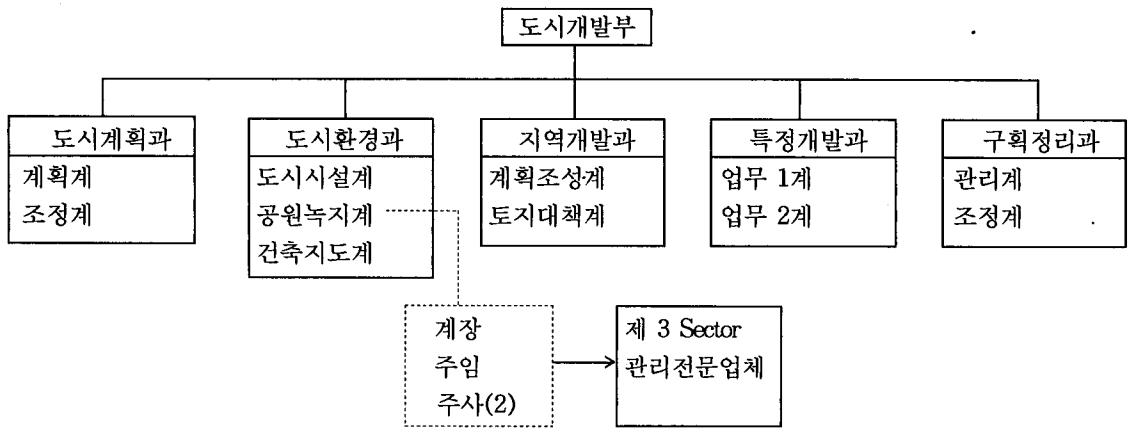 도시개발부
도시계획과
계획계
조정계
도시환경과
도시시설계
공원녹지계
건축지도계
지역개발과
계획조성계
토지대책계
특정개발과
업무 1계
업무 2계
구획정리과
관리계
조정계
계장
주임
주사(2)
제 3 Sector
관리전문업체